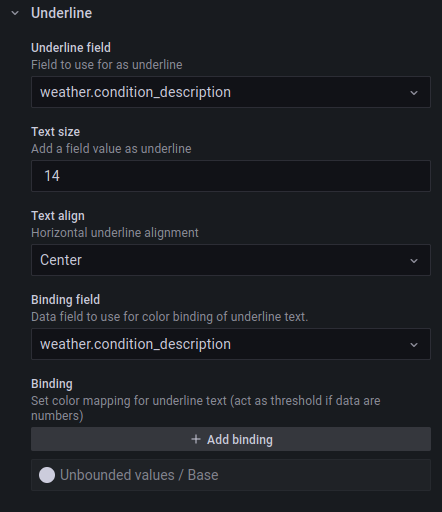 Underline
Underline field
Field to use for as underline
weather.condition_description
Text size
Add a field value as underline
14
Text align
Horizontal underline alignment
Center
Binding field
Data field to use for color binding of underline text.
weather.condition_description
Binding
Set color mapping for underline text (act as threshold if data are
numbers)
+ Add binding
Unbounded values / Base